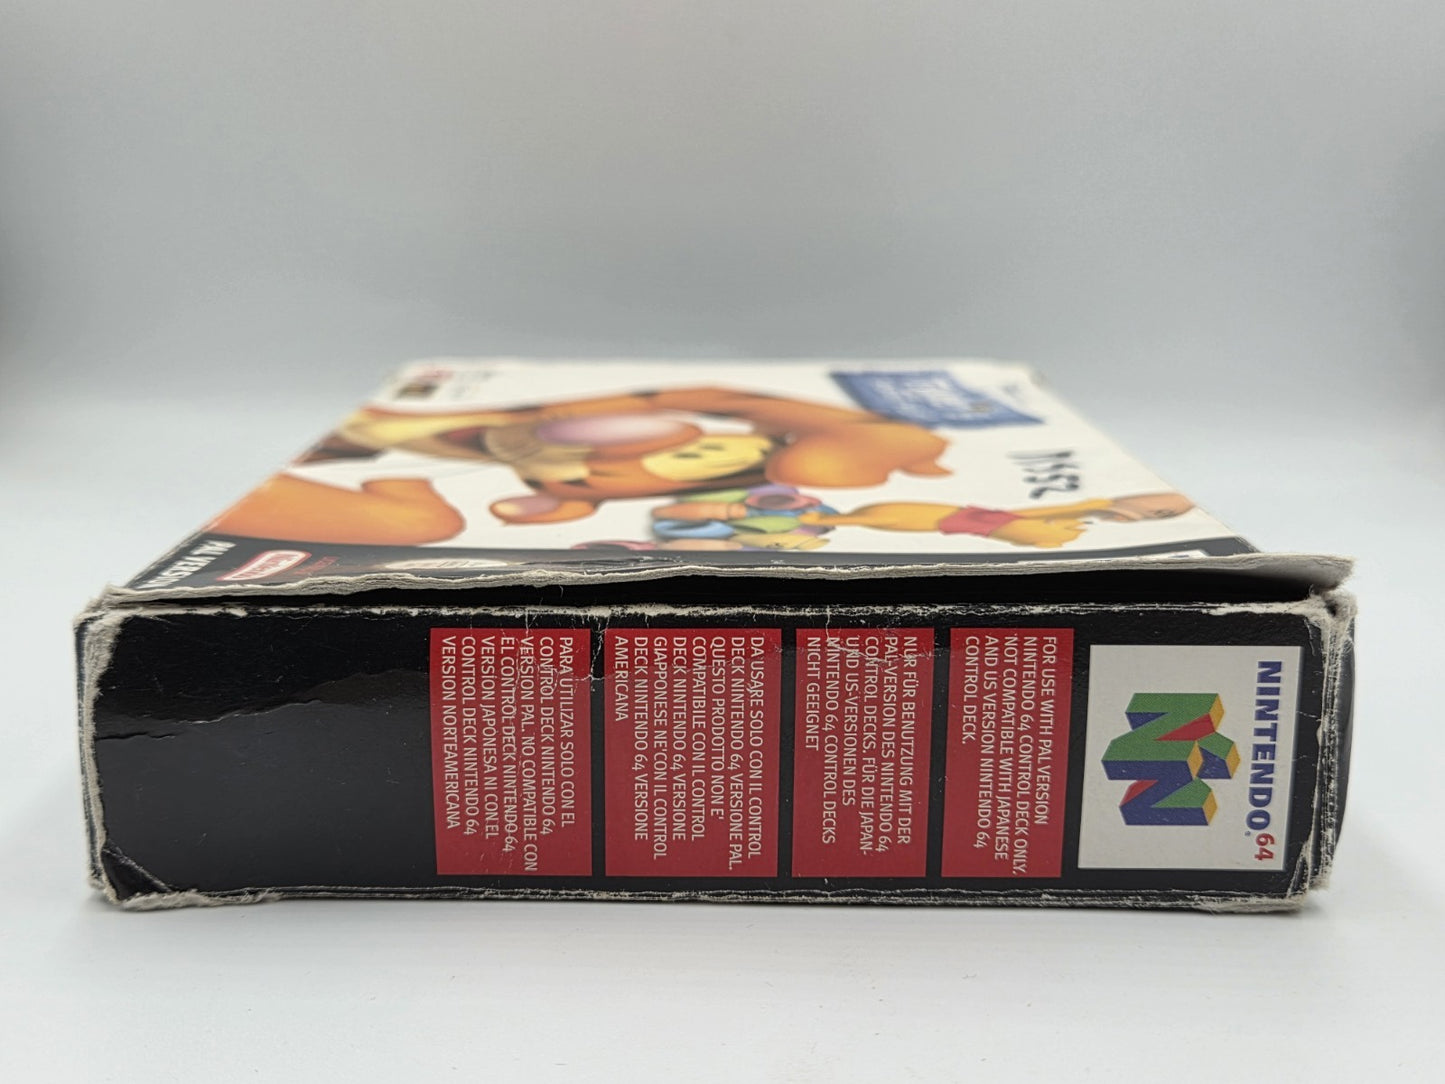 NINTENDO 64
FOR USE WITH PAL VERSION
NINTENDO 64 CONTROL DECK ONLY.
NOT COMPATIBLE WITH JAPANESE
AND US VERSION NINTENDO 64
CONTROL DECK.
NUR FÜR BENUTZUNG MIT DER
PAL-VERSION DES NINTENDO 64
CONTROL DECKS. FÜR DIE JAPAN-
UND US-VERSIONEN DES
NINTENDO 64 CONTROL DECKS
NICHT GEEIGNET
DA USARE SOLO CON IL CONTROL
DECK NINTENDO 64 VERSIONE PAL.
QUESTO PRODOTTO NON E'
COMPATIBILE CON IL CONTROL
DECK NINTENDO 64 VERSIONE
GIAPPONESE NE'CON IL CONTROL
DECK NINTENDO 64 VERSIONE
AMERICANA
PARA UTILIZAR SOLO CON EL
CONTROL DECK NINTENDO 64
VERSION PAL. NO COMPATIBLE CON
EL CONTROL DECK NINTENDO 64
VERSION JAPONESA NI CON EL
CONTROL DECK NINTENDO 64
VERSION NORTEAMERICANA
PAL VERSION